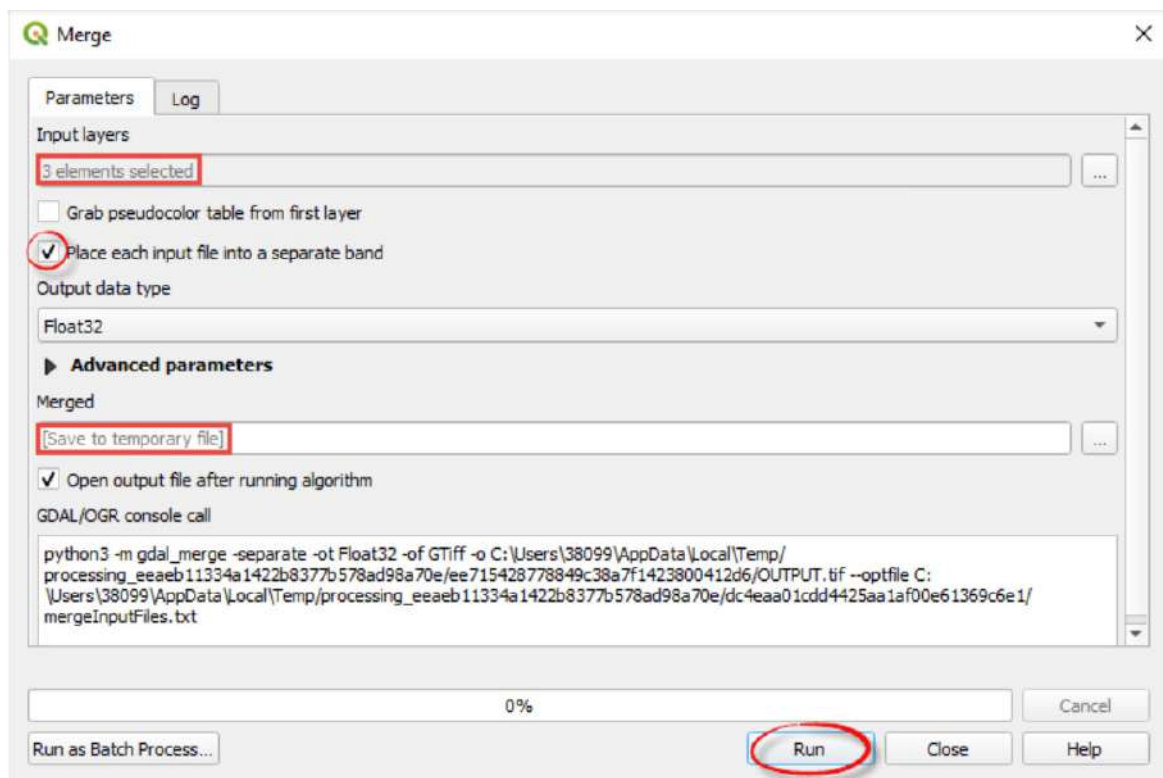 Merge
Parameters
Log
Input layers
3 elements selected
...
Grab pseudocolor table from first layer
Place each input file into a separate band
Output data type
Float32
Advanced parameters
Merged
[Save to temporary file]
...
Open output file after running algorithm
GDAL/OGR console call
python3 -m gdal_merge -separate -ot Float32 -of GTiff -o C:\Users\38099\AppData\Local\Temp/
processing_eeaeb11334a1422b8377b578ad98a70e/ee715428778849c38a7f1423800412d6/OUTPUT.tif --optfile C:
\Users\38099\AppData\Local\Temp/processing_eeaeb11334a1422b8377b578ad98a70e/dc4eaa01cdd4425aa1af00e61369c6e1/
mergeInputFiles.txt
0%
Cancel
Run as Batch Process...
Run
Close
Help